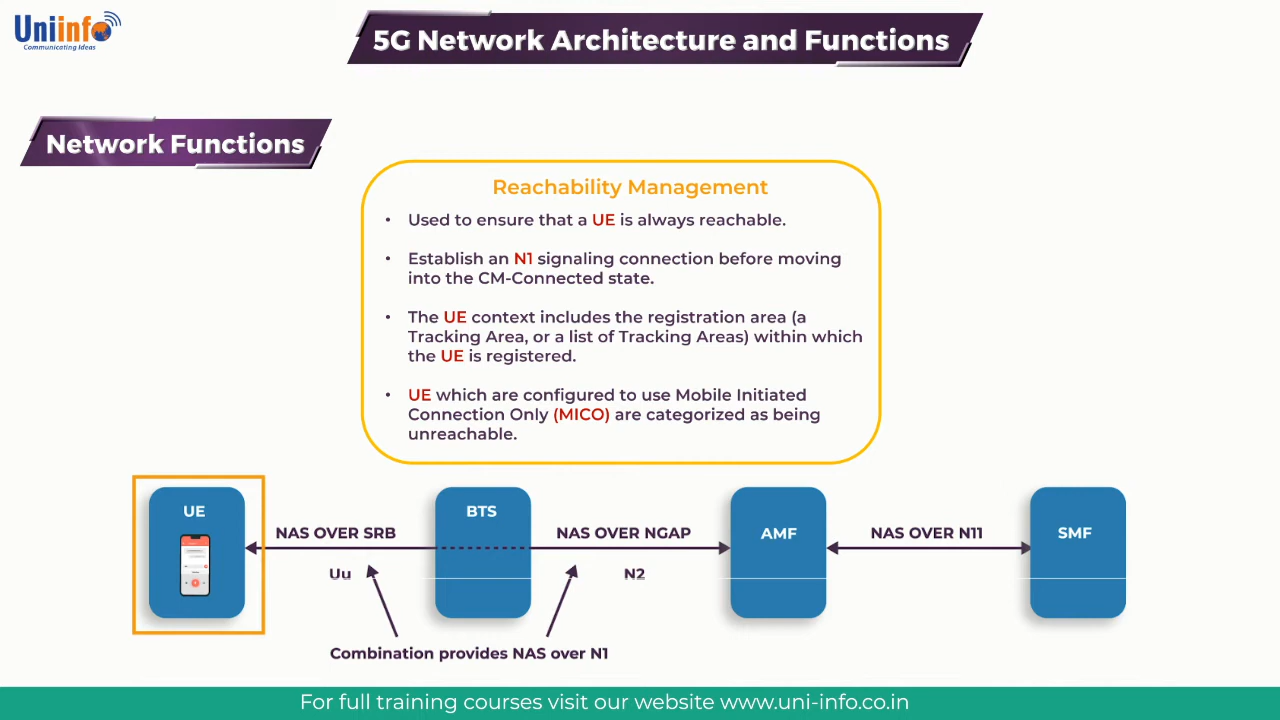 Uniinfo
Communicating Ideas
5G Network Architecture and Functions
Network Functions
Reachability Management
• Used to ensure that a UE is always reachable.
• Establish an N1 signaling connection before moving
into the CM-Connected state.
• The UE context includes the registration area (a
Tracking Area, or a list of Tracking Areas) within which
the UE is registered.
• UE which are configured to use Mobile Initiated
Connection Only (MICO) are categorized as being
unreachable.
UE
NAS OVER SRB
Uu
BTS
NAS OVER NGAP
N2
AMF
NAS OVER N11
SMF
Combination provides NAS over N1
For full training courses visit our website www.uni-info.co.in